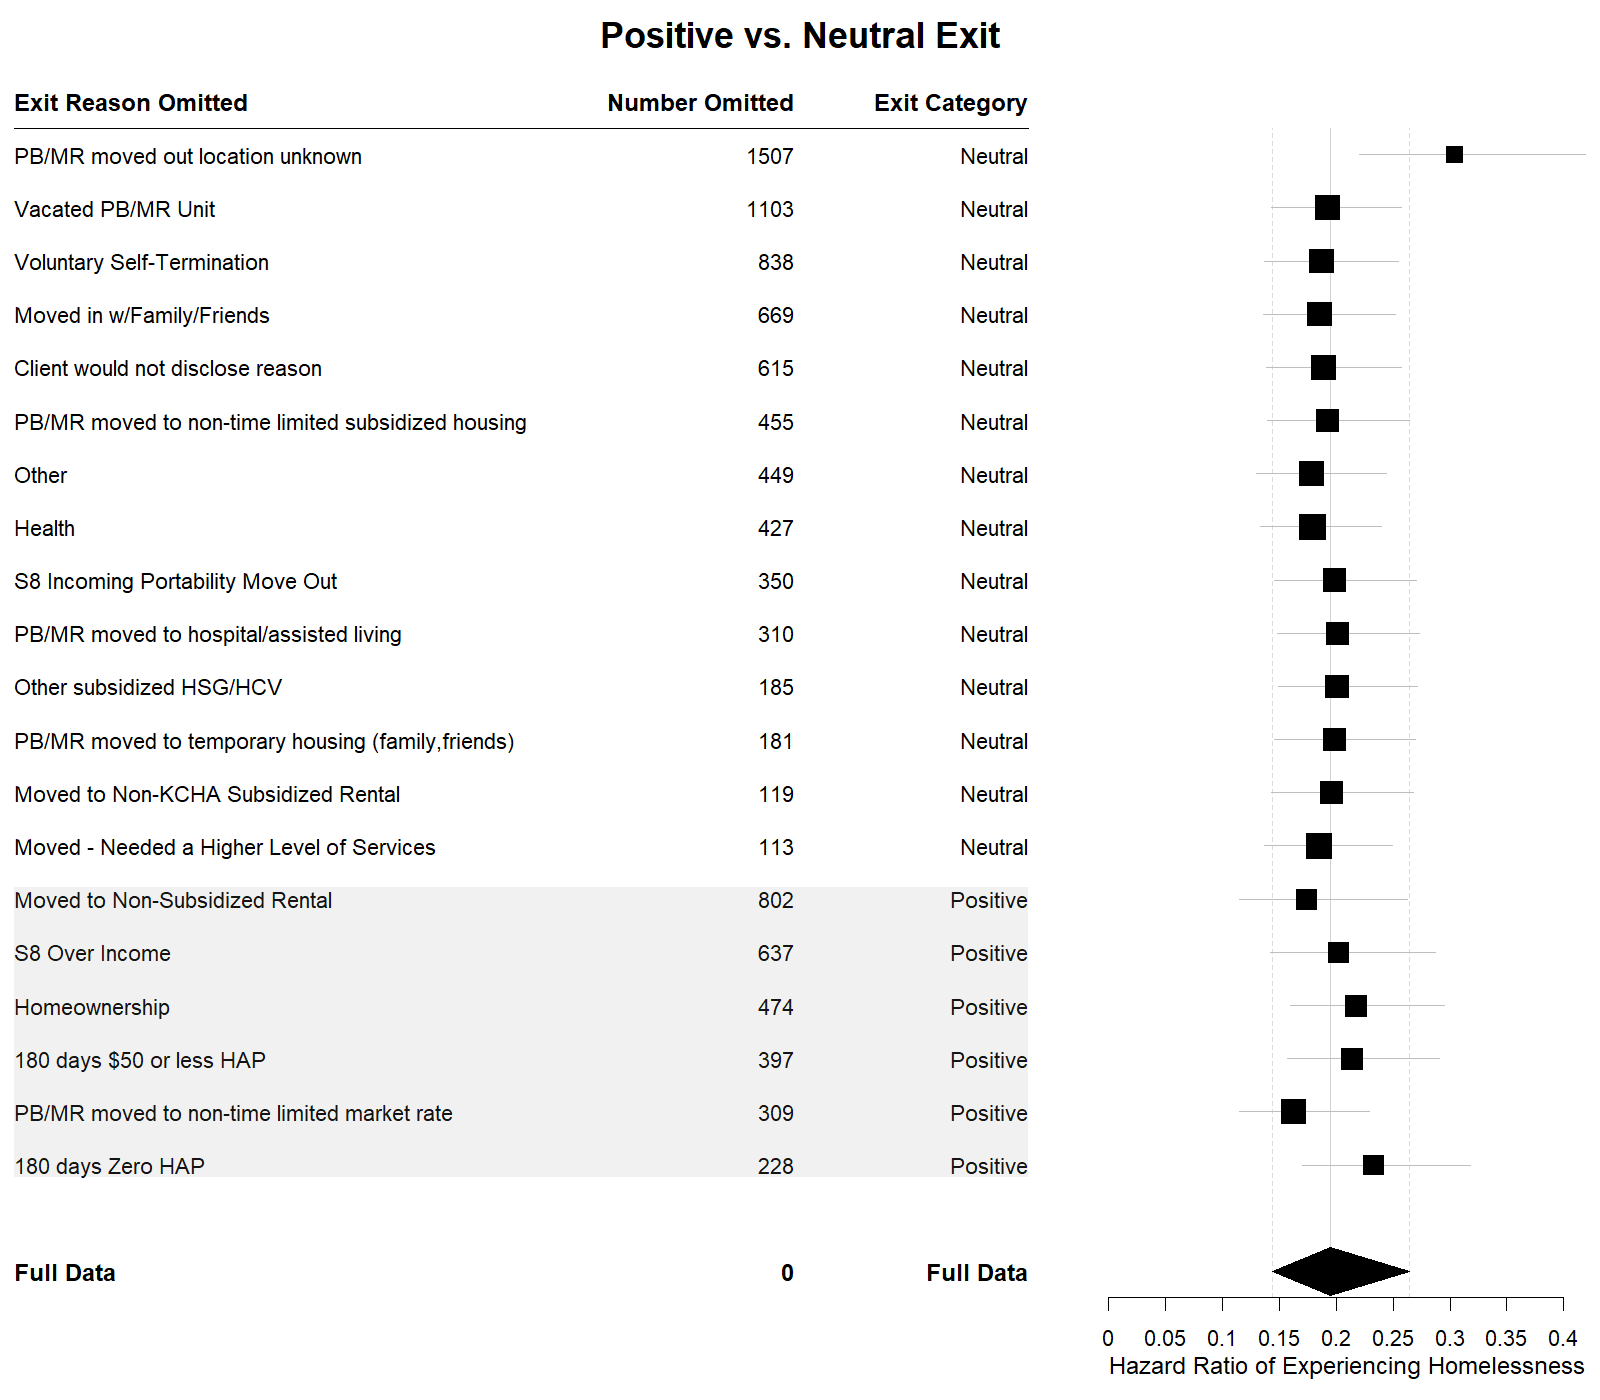 Positive vs. Neutral Exit
Exit Reason Omitted Number Omitted Exit Category
PB/MR moved out location unknown 1507 Neutral
Vacated PB/MR Unit 1103 Neutral
Voluntary Self-Termination 838 Neutral
Moved in w/Family/Friends 669 Neutral
Client would not disclose reason 615 Neutral
PB/MR moved to non-time limited subsidized housing 455 Neutral
Other 449 Neutral
Health 427 Neutral
S8 Incoming Portability Move Out 350 Neutral
PB/MR moved to hospital/assisted living 310 Neutral
Other subsidized HSG/HCV 185 Neutral
PB/MR moved to temporary housing (family,friends) 181 Neutral
Moved to Non-KCHA Subsidized Rental 119 Neutral
Moved - Needed a Higher Level of Services 113 Neutral
Moved to Non-Subsidized Rental 802 Positive
S8 Over Income 637 Positive
Homeownership 474 Positive
180 days $50 or less HAP 397 Positive
PB/MR moved to non-time limited market rate 309 Positive
180 days Zero HAP 228 Positive
Full Data 0 Full Data
0 0.05 0.1 0.15 0.2 0.25 0.3 0.35 0.4
Hazard Ratio of Experiencing Homelessness